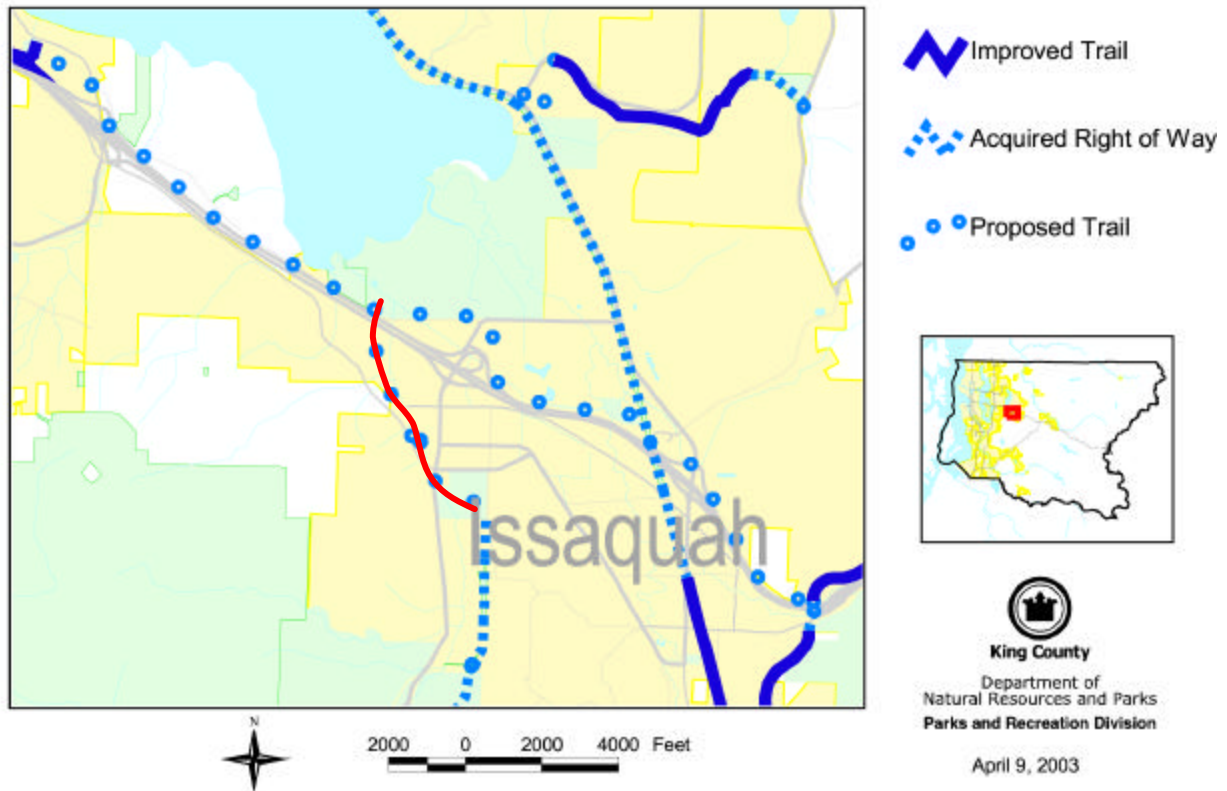 Improved Trail
Acquired Right of Way
Proposed Trail
Issaquah
King County
Department of
Natural Resources and Parks
Parks and Recreation Division
April 9, 2003
N
2000 0 2000 4000 Feet